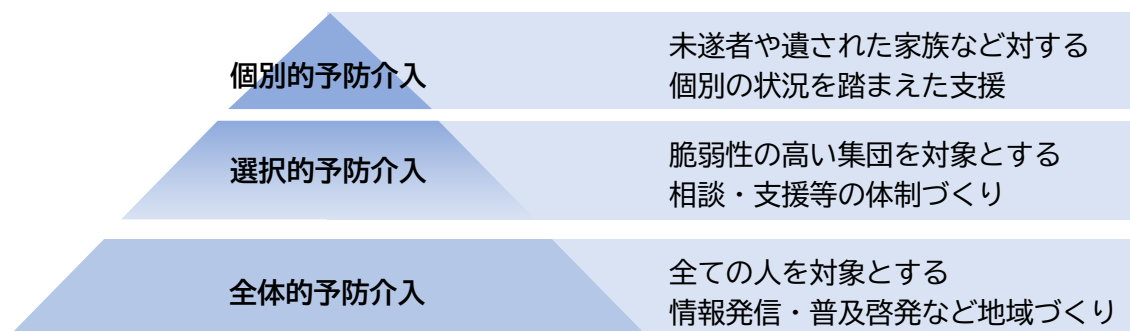 個別的予防介入
未遂者や遺された家族など対する
個別の状況を踏まえた支援
選択的予防介入
脆弱性の高い集団を対象とする
相談・支援等の体制づくり
全体的予防介入
全ての人を対象とする
情報発信・普及啓発など地域づくり